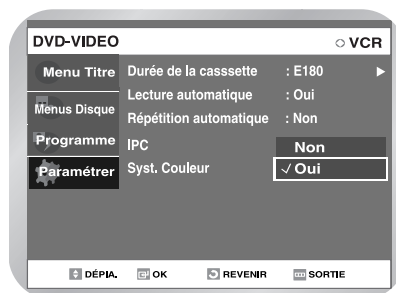 DVD-VIDEO VCR
Menu Titre
Menus Disque
Programme
Paramétrer
Durée de la casssette : E180
Lecture automatique : Oui
Répétition automatique : Non
IPC
Syst. Couleur
Non
✓ Oui
DÉPIA. OK REVENIR SORTIE